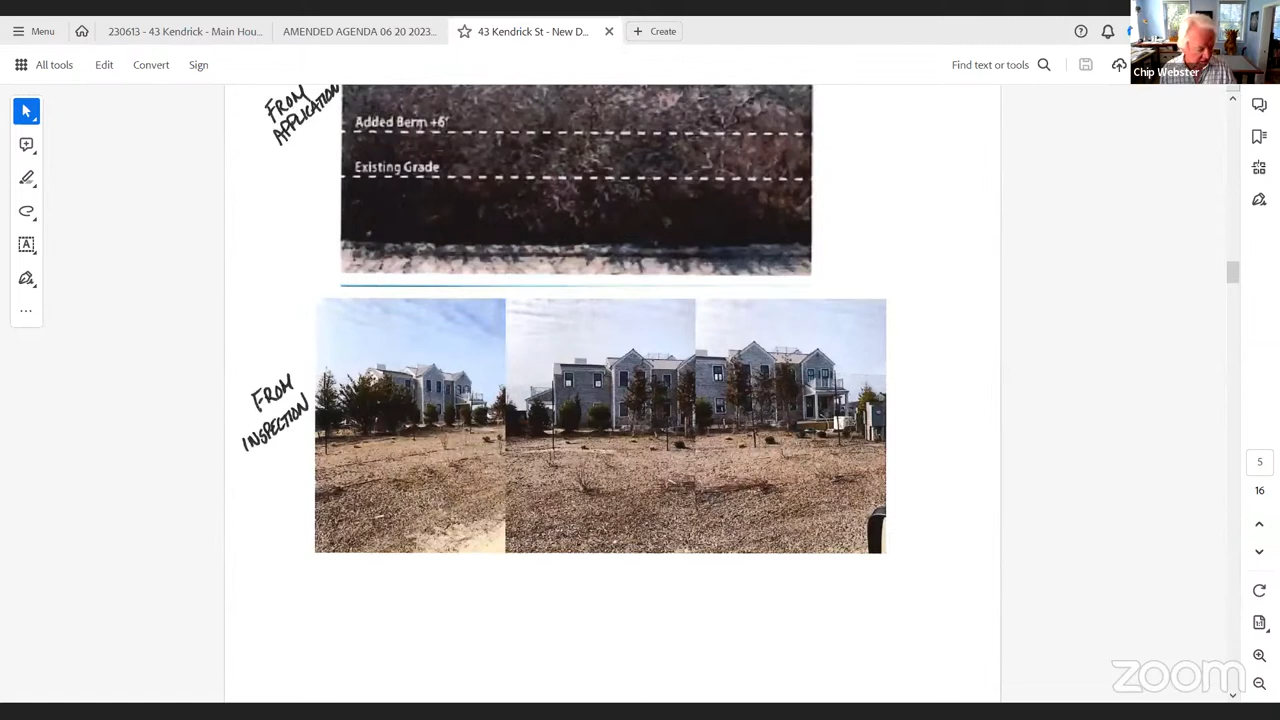 Menu
230613 - 43 Kendrick - Main Hou...
AMENDED AGENDA 06 20 2023...
43 Kendrick St - New D...
Create
All tools
Edit
Convert
Sign
Find text or tools
Chip Webster
FROM
APPLICATION
Added Berm +6'
Existing Grade
FROM
INSPECTION
5
16
zoom